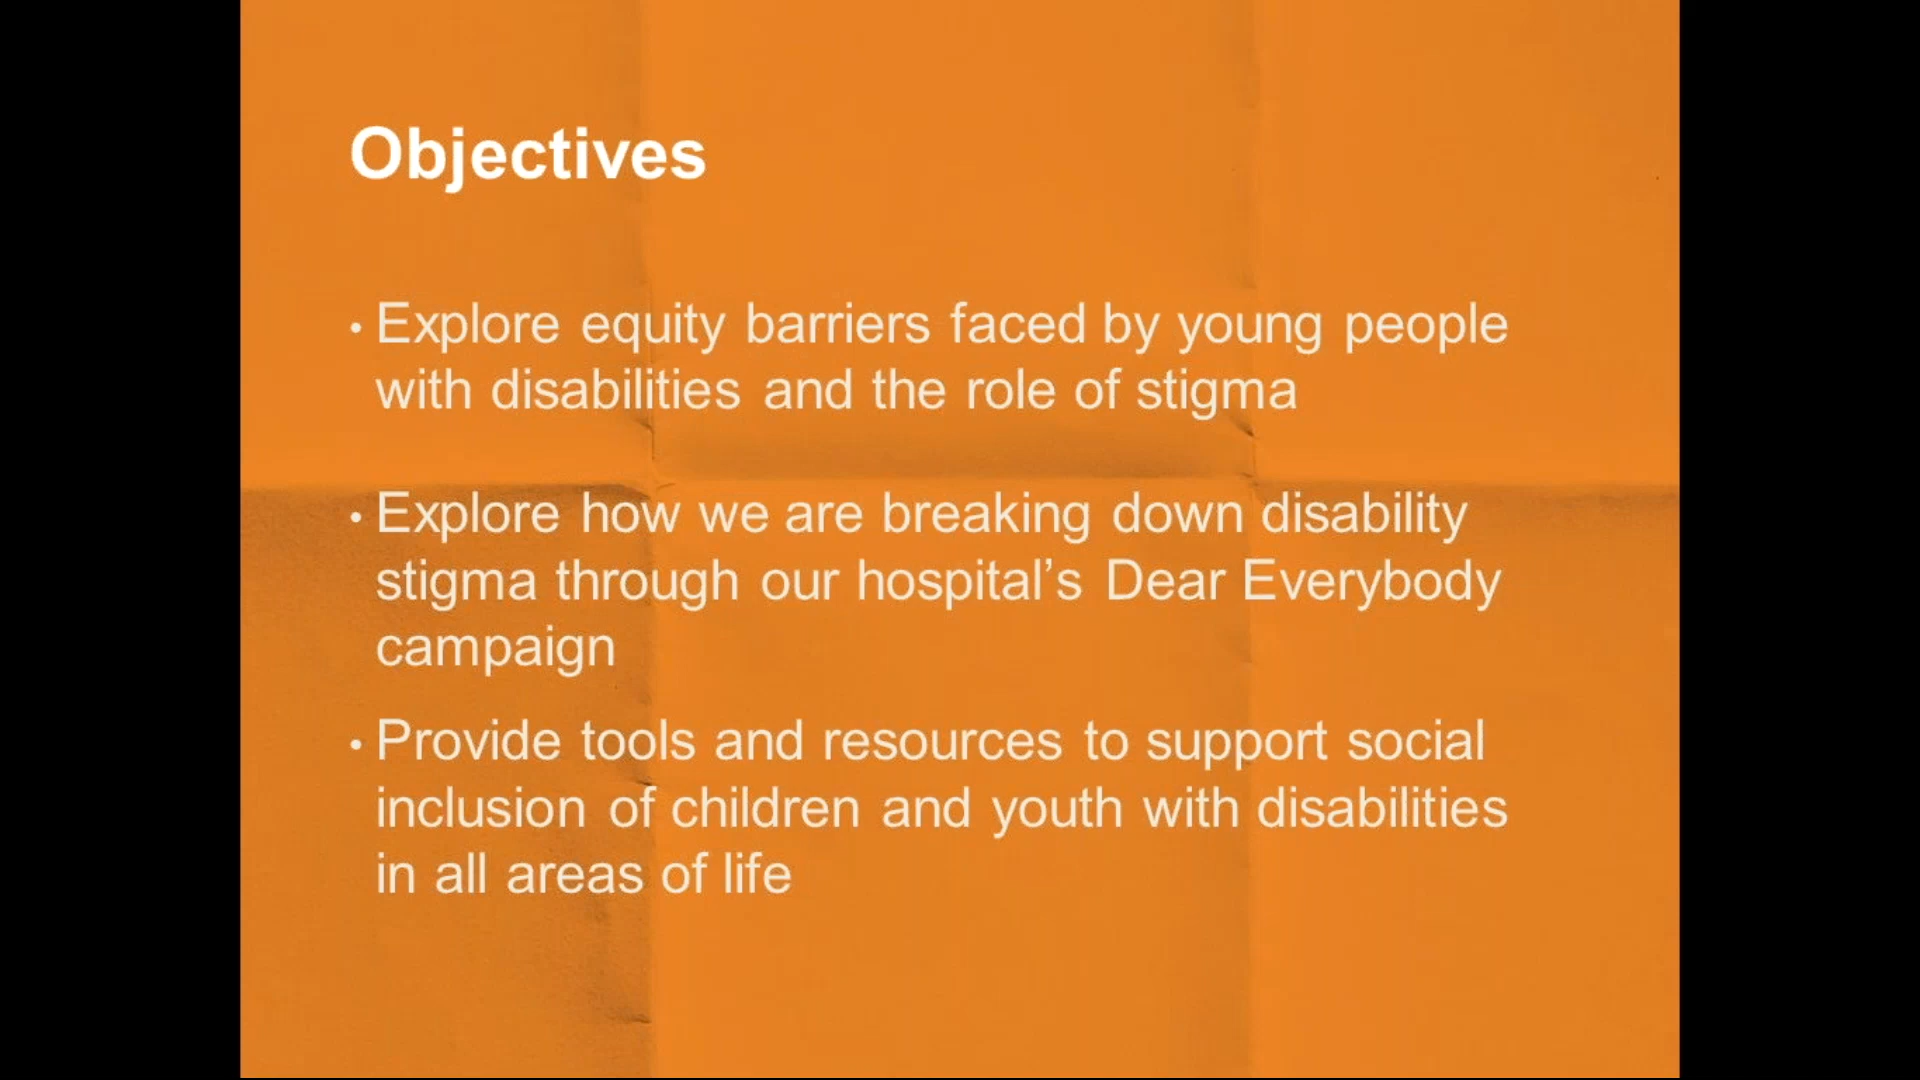 Objectives
• Explore equity barriers faced by young people
with disabilities and the role of stigma
• Explore how we are breaking down disability
stigma through our hospital’s Dear Everybody
campaign
• Provide tools and resources to support social
inclusion of children and youth with disabilities
in all areas of life